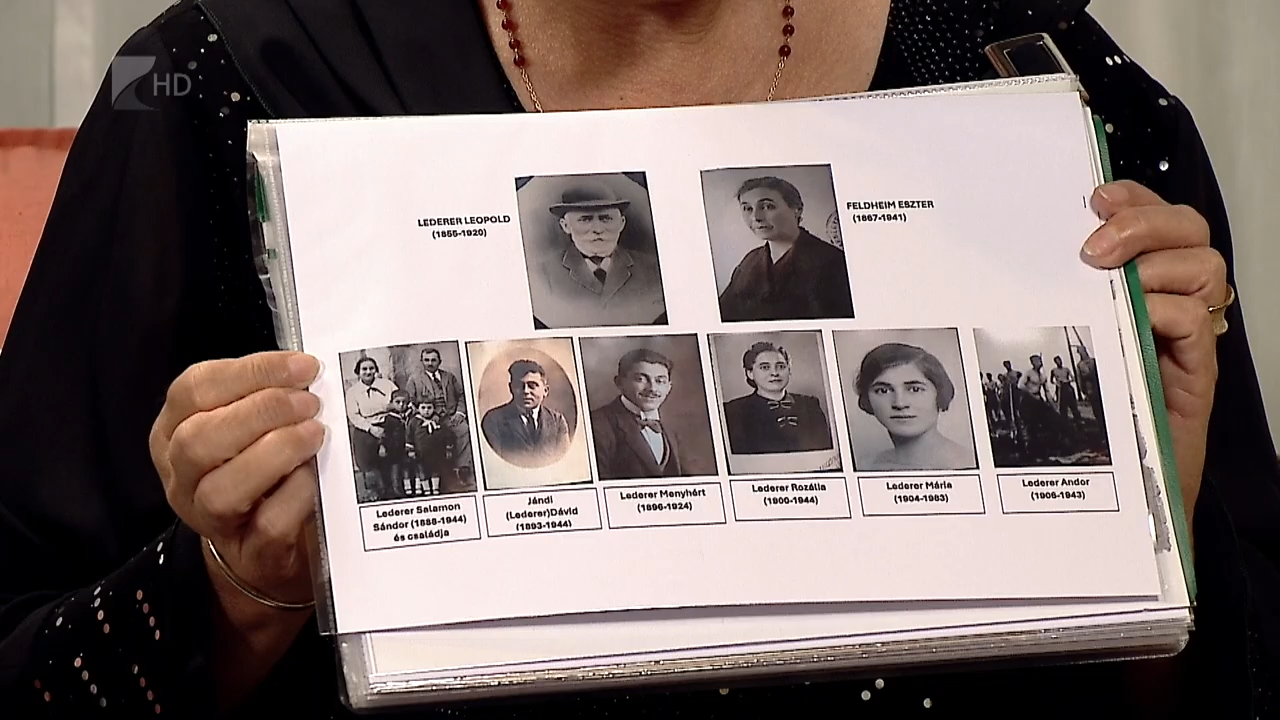 HD
LEDERER LEOPOLD
(1855-1920)
FELDHEIM ESZTER
(1867-1941)
Lederer Salamon
Sándor (1888-1944)
és családja
Jándi
(Lederer)Dávid
(1893-1944)
Lederer Menyhért
(1896-1924)
Lederer Rozália
(1900-1944)
Lederer Mária
(1904-1983)
Lederer Andor
(1906-1943)